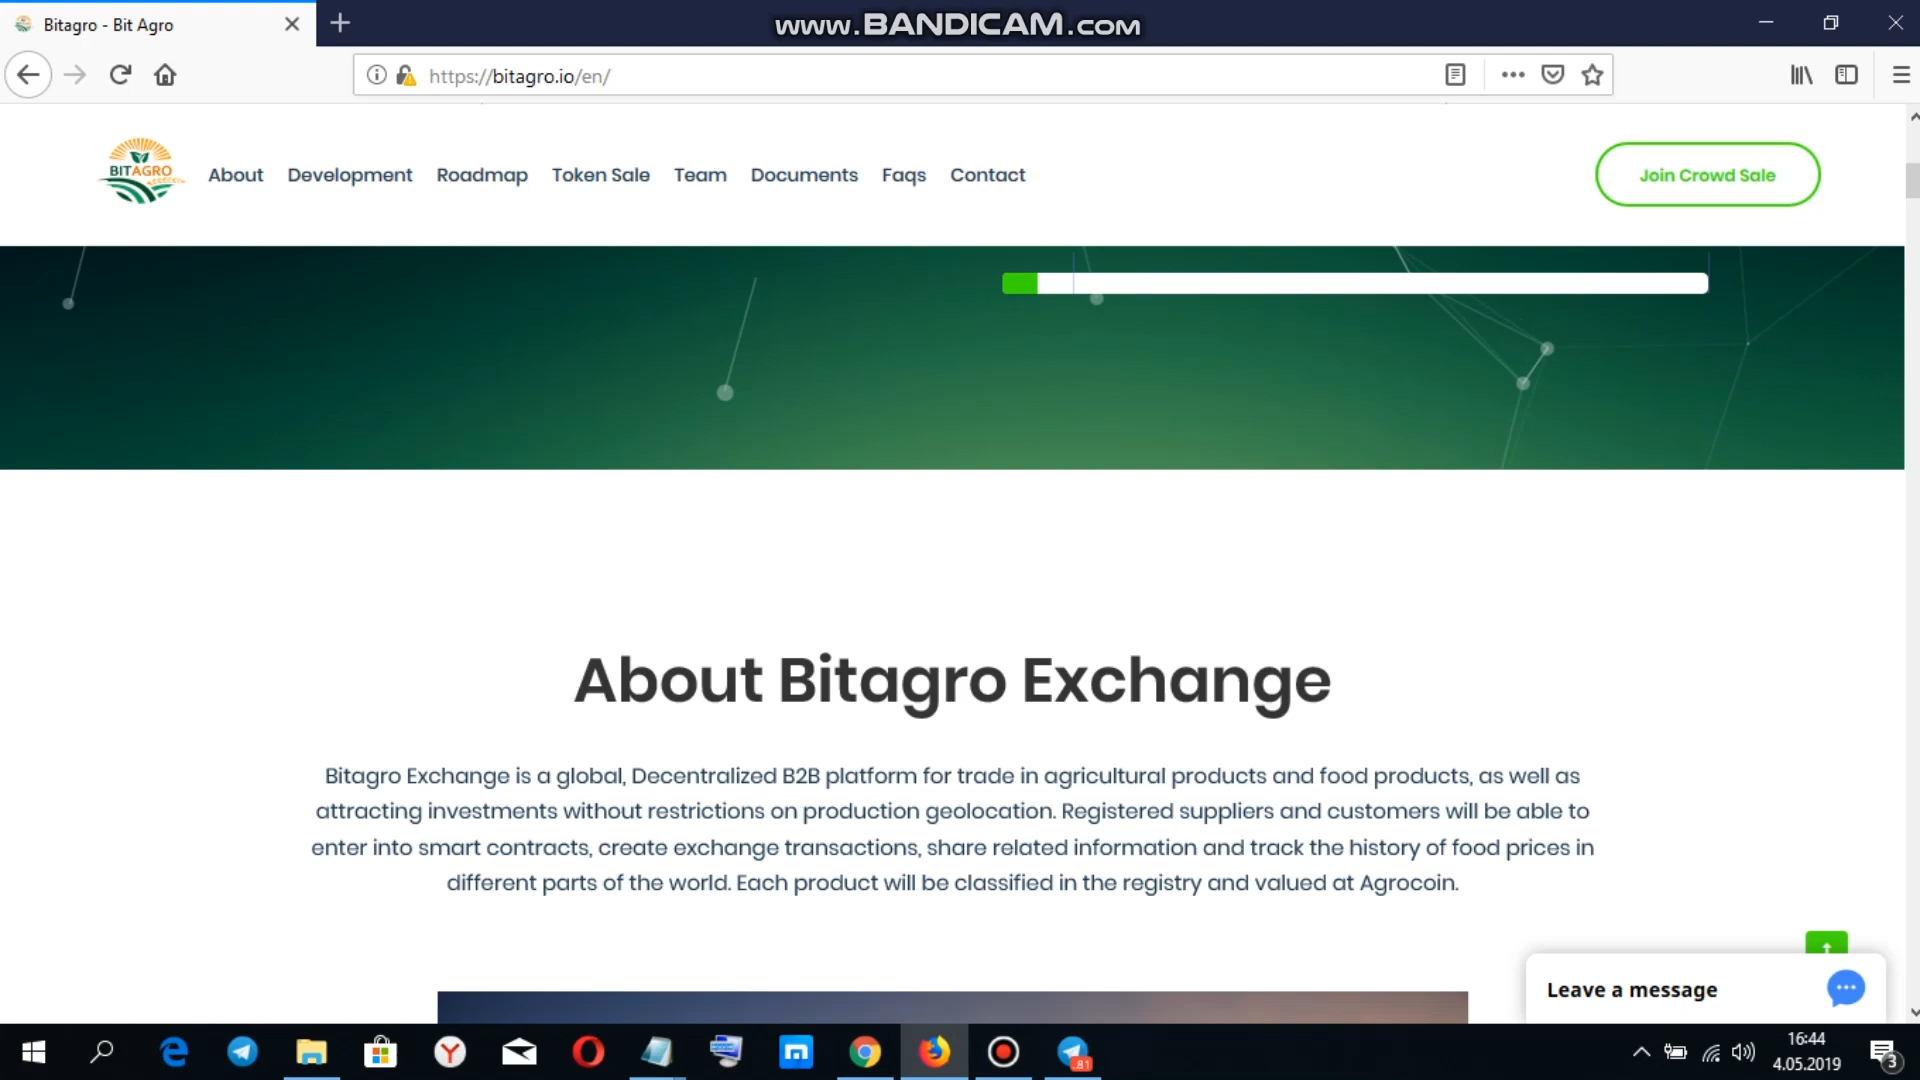 Bitagro - Bit Agro
www.BANDICAM.com
https://bitagro.io/en/
BITAGRO
About Development Roadmap Token Sale Team Documents Faqs Contact
Join Crowd Sale
About Bitagro Exchange
Bitagro Exchange is a global, Decentralized B2B platform for trade in agricultural products and food products, as well as
attracting investments without restrictions on production geolocation. Registered suppliers and customers will be able to
enter into smart contracts, create exchange transactions, share related information and track the history of food prices in
different parts of the world. Each product will be classified in the registry and valued at Agrocoin.
Leave a message
81
16:44
4.05.2019
3